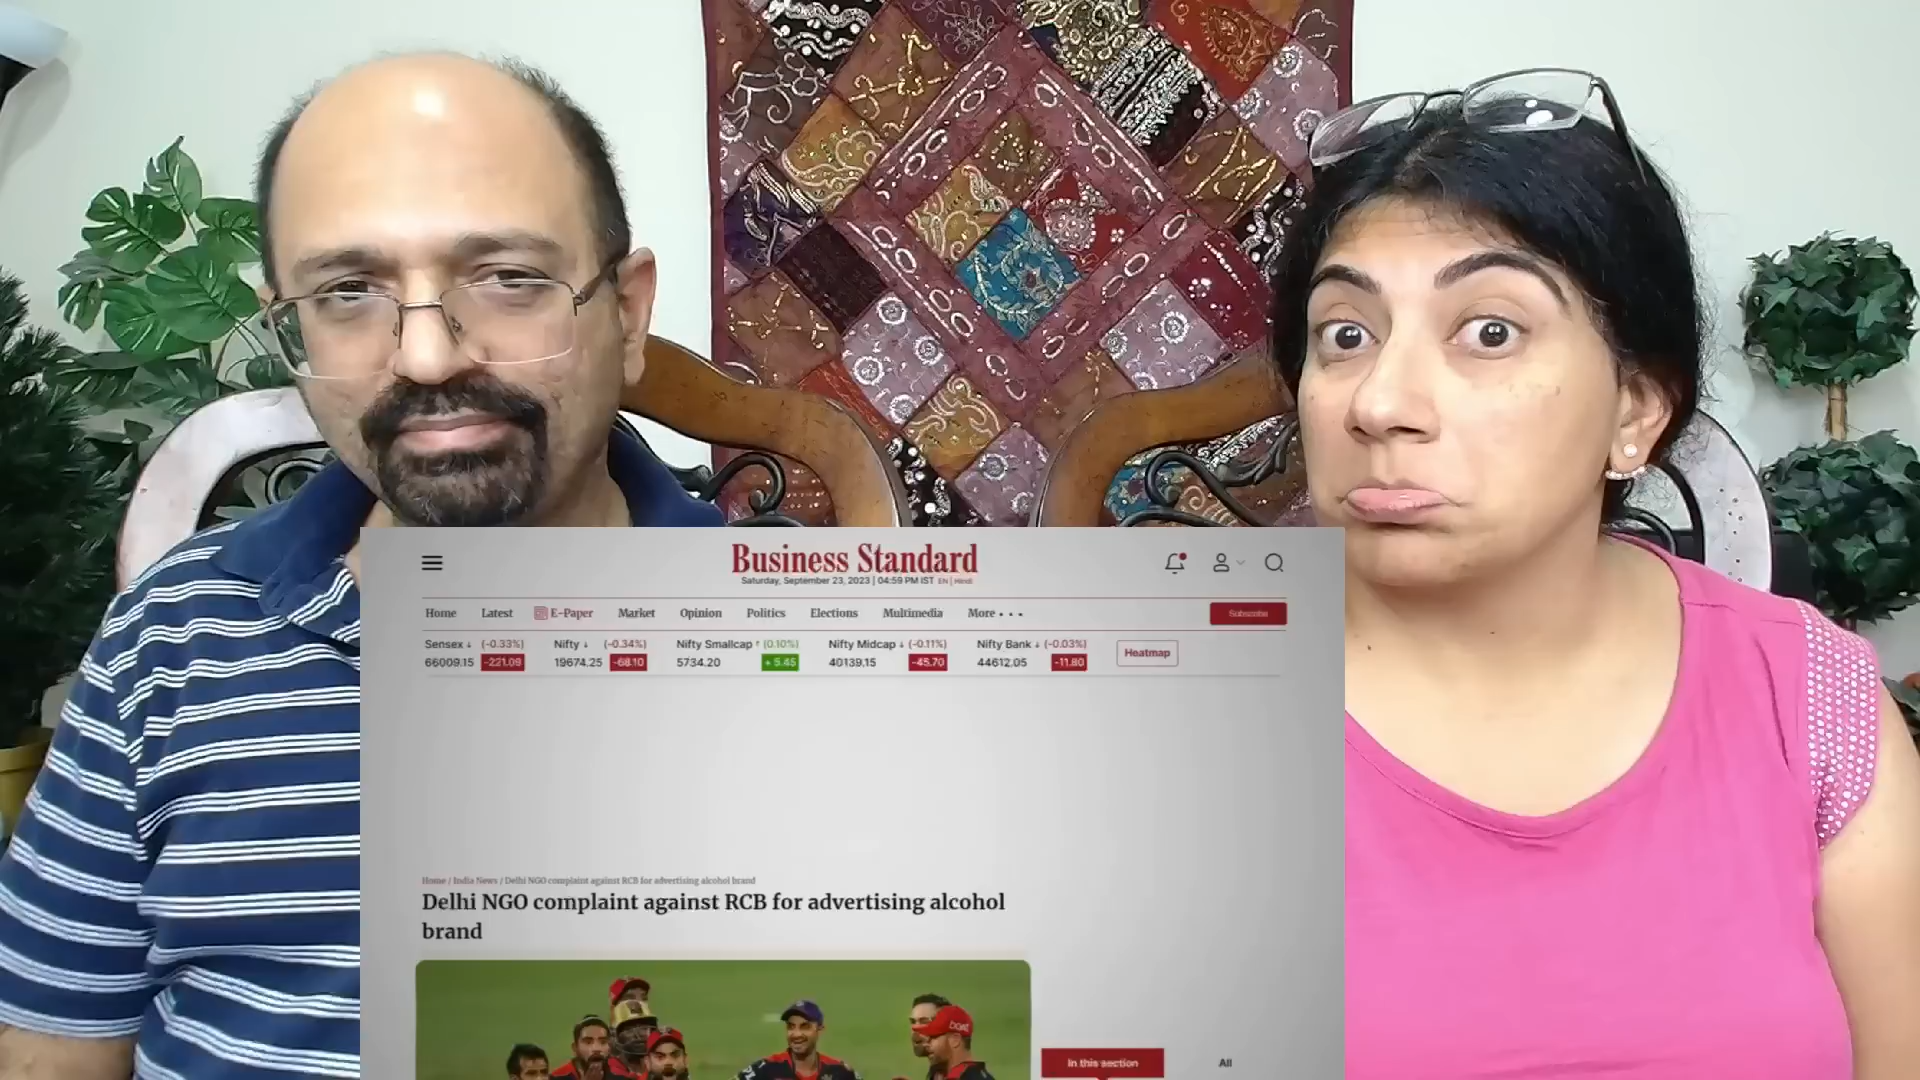 Business Standard
Saturday, September 23, 2023 | 04:59 PM IST EN | Hindi
Home Latest E-Paper Market Opinion Politics Elections Multimedia More • • • Subscribe
Sensex ↓ (-0.33%) Nifty ↓ (-0.34%) Nifty Smallcap ↑ (0.10%) Nifty Midcap ↓ (-0.11%) Nifty Bank ↓ (-0.03%) Heatmap
66009.15 -221.09 19674.25 -68.10 5734.20 + 5.45 40139.15 -45.70 44612.05 -11.80
Home / India News / Delhi NGO complaint against RCB for advertising alcohol brand
Delhi NGO complaint against RCB for advertising alcohol
brand
In this section All